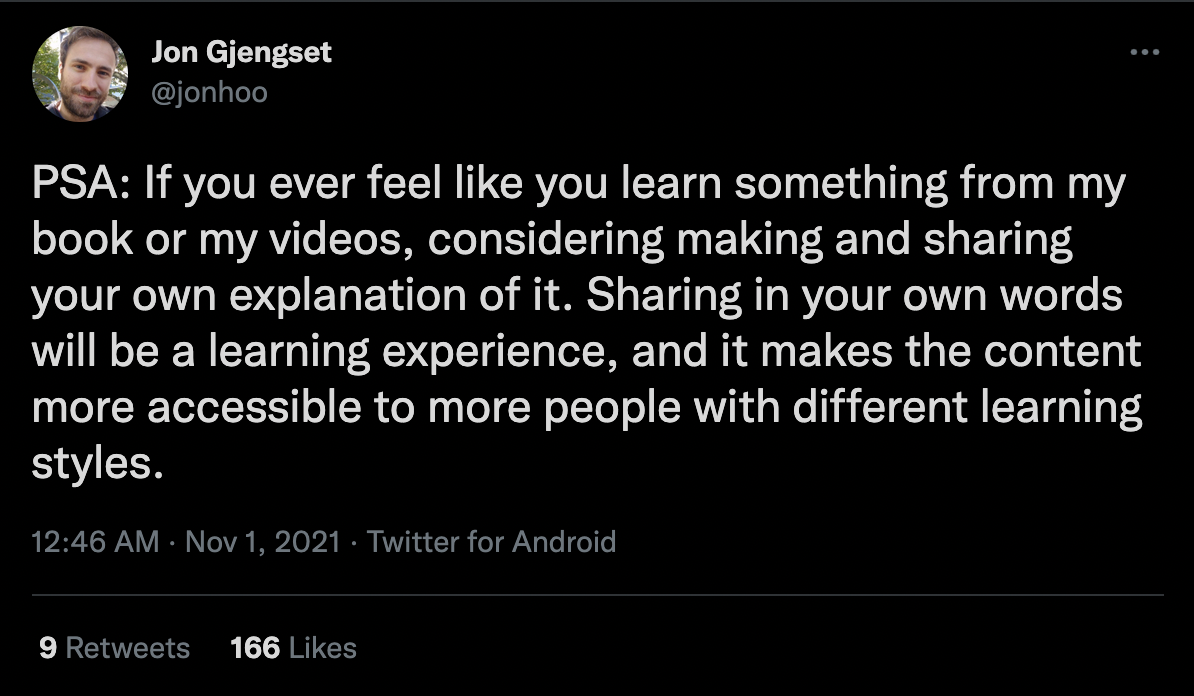 Jon Gjengset
@jonhoo
PSA: If you ever feel like you learn something from my
book or my videos, considering making and sharing
your own explanation of it. Sharing in your own words
will be a learning experience, and it makes the content
more accessible to more people with different learning
styles.
12:46 AM · Nov 1, 2021 · Twitter for Android
9 Retweets 166 Likes